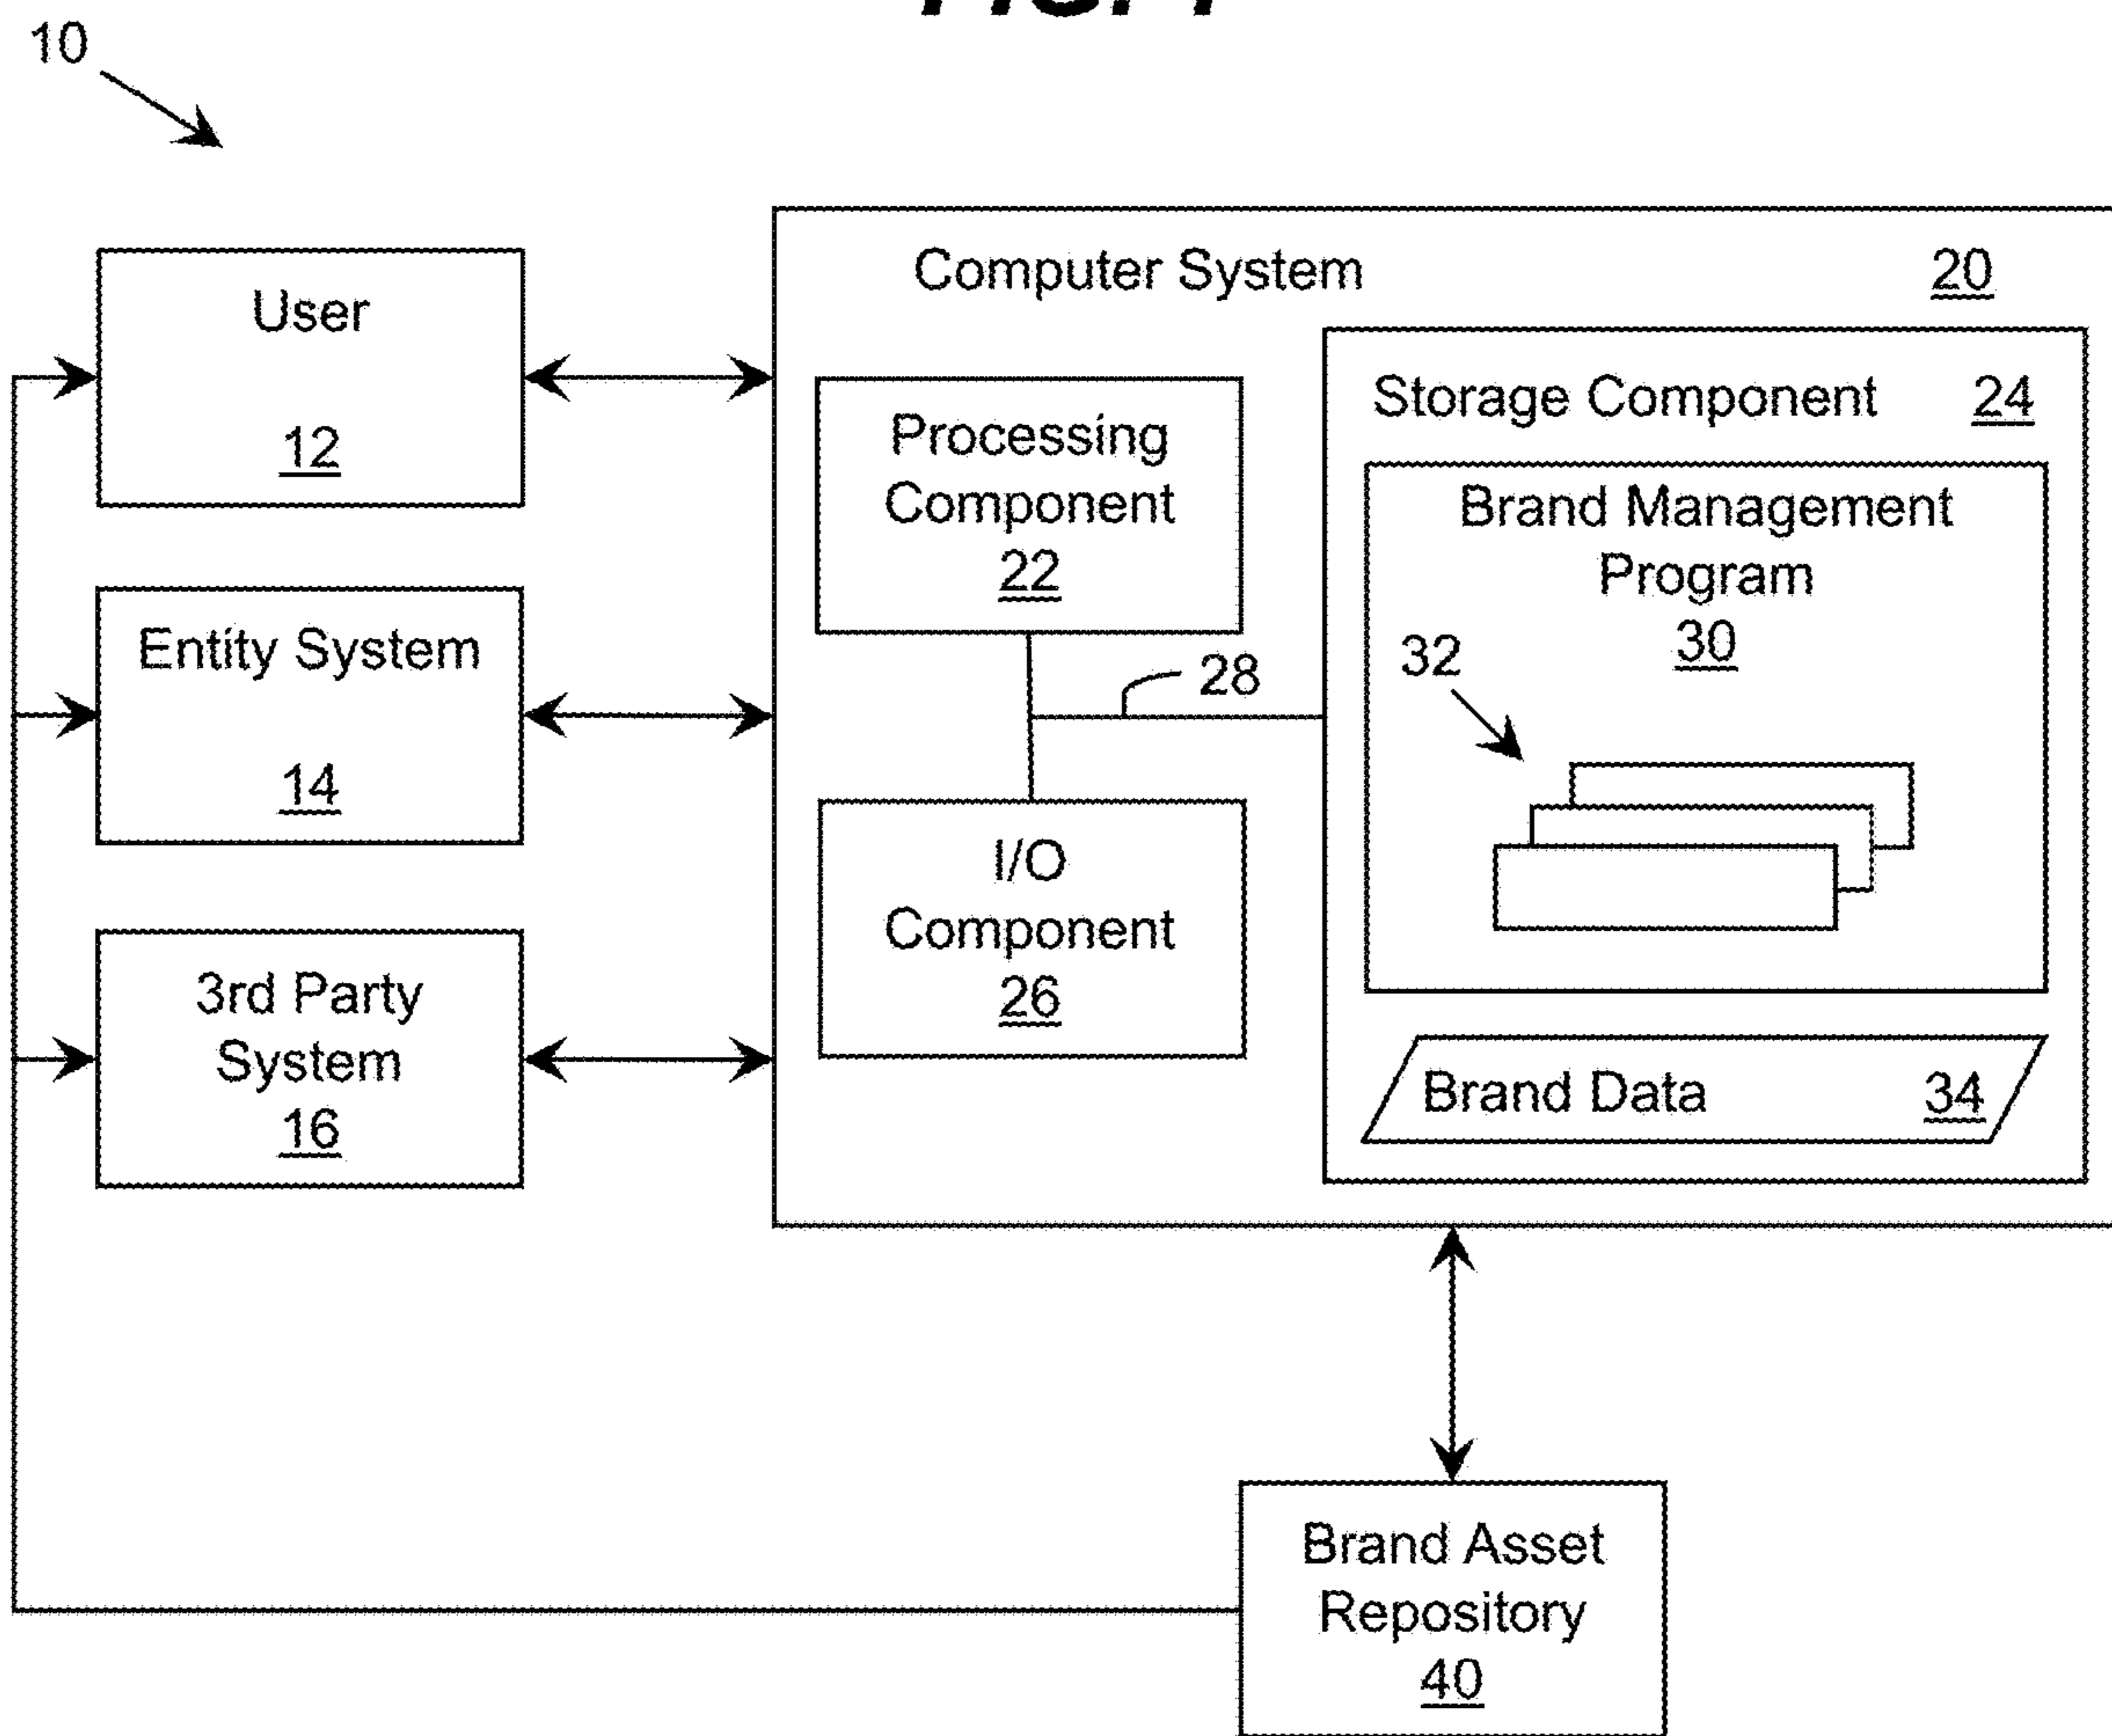 10
Computer System 20
User
12
Storage Component 24
Processing
Component
22
Brand Management
Program
30
32
28
Entity System
14
I/O
Component
26
3rd Party
System
16
Brand Data 34
Brand Asset
Repository
40